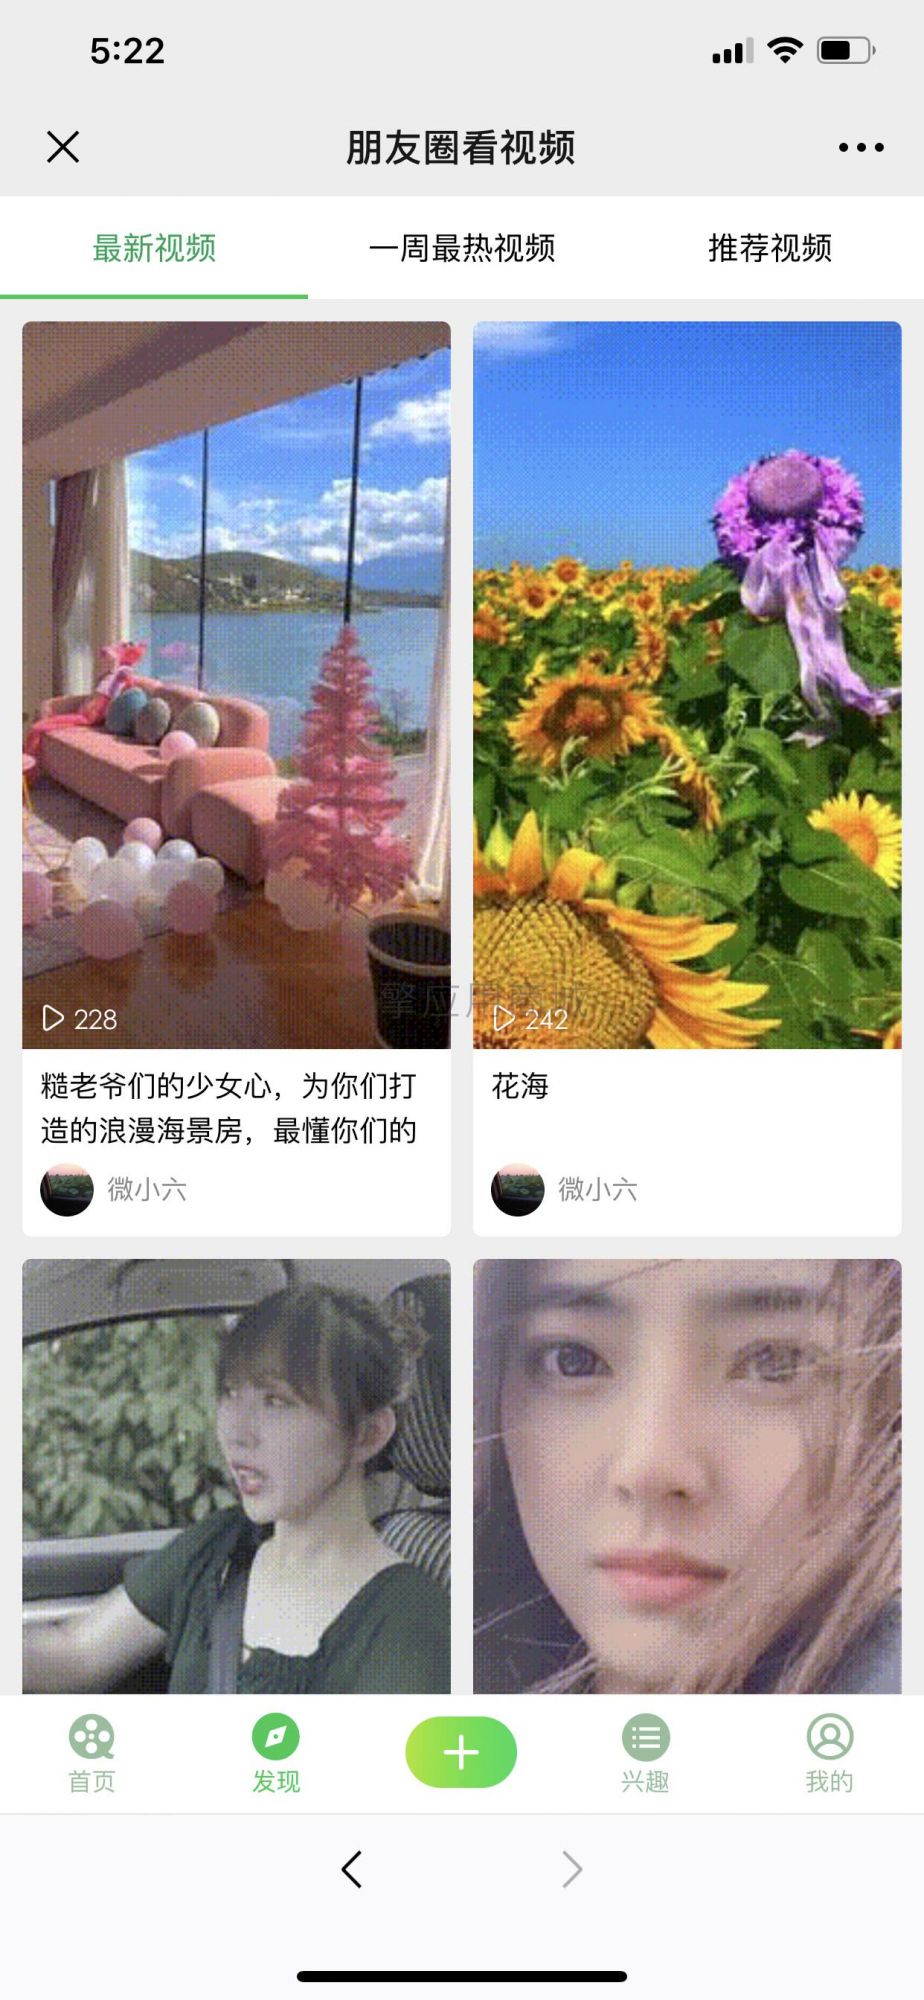 5:22
朋友圈看视频
最新视频
一周最热视频
推荐视频
228
242
擎应用商城
糙老爷们的少女心，为你们打
造的浪漫海景房，最懂你们的
微小六
花海
微小六
首页
发现
兴趣
我的